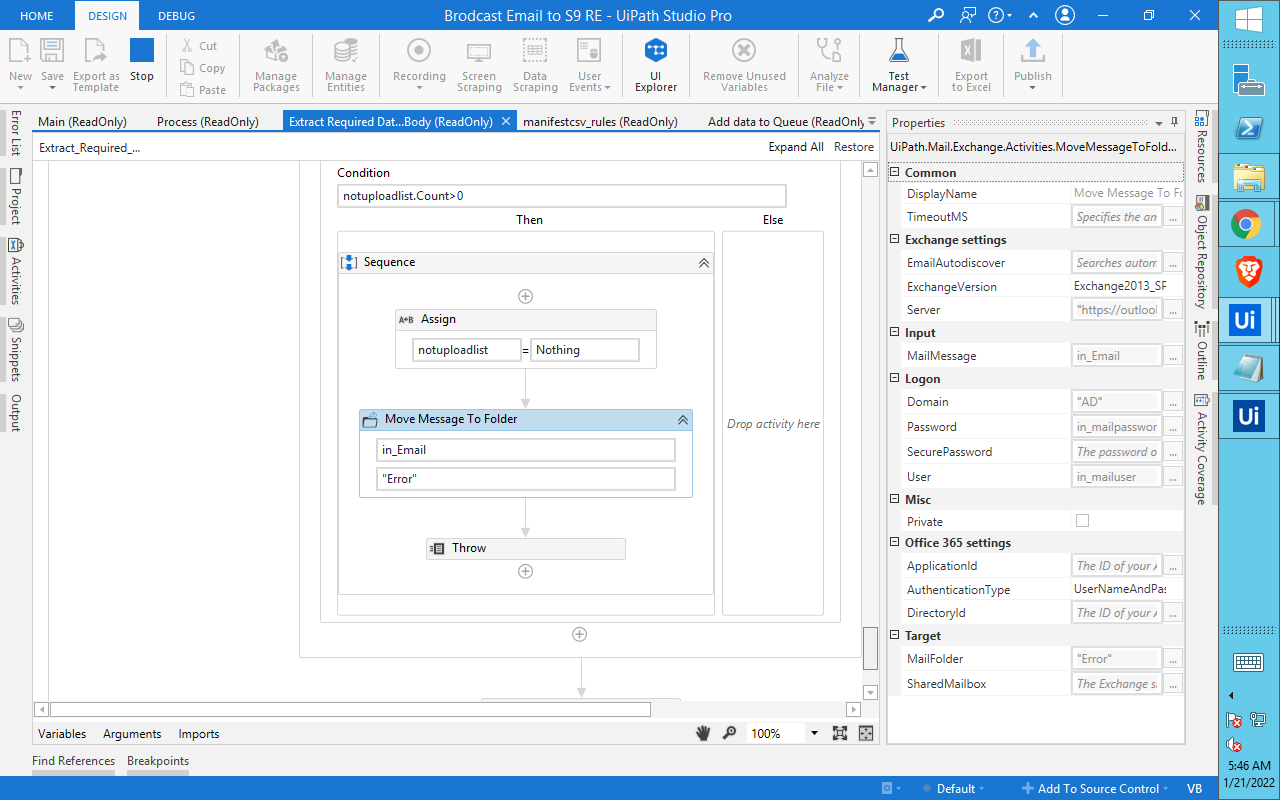 HOME DESIGN DEBUG Brodcast Email to S9 RE - UiPath Studio Pro
New Save Export as Template Stop Cut Copy Paste Manage Packages Manage Entities Recording Screen Scraping Data Scraping User Events UI Explorer Remove Unused Variables Analyze File Test Manager Export to Excel Publish
Main (ReadOnly) Process (ReadOnly) Extract Required Dat...Body (ReadOnly) manifestcsv_rules (ReadOnly) Add data to Queue (ReadOnly
Extract_Required_... Expand All Restore
Error List
Project
Activities
Snippets
Output
Condition
notuploadlist.Count>0
Then Else
Sequence
A+B Assign
notuploadlist = Nothing
Move Message To Folder
in_Email
"Error"
Drop activity here
Throw
Variables Arguments Imports 100%
Find References Breakpoints
Properties
UiPath.Mail.Exchange.Activities.MoveMessageToFold...
Common
DisplayName Move Message To Fo
TimeoutMS Specifies the am ...
Exchange settings
EmailAutodiscover Searches autom ...
ExchangeVersion Exchange2013_SP
Server "https://outlool ...
Input
MailMessage in_Email ...
Logon
Domain "AD" ...
Password in_mailpasswor ...
SecurePassword The password o ...
User in_mailuser ...
Misc
Private
Office 365 settings
ApplicationId The ID of your A ...
AuthenticationType UserNameAndPas
DirectoryId The ID of your A ...
Target
MailFolder "Error" ...
SharedMailbox The Exchange s ...
Resources
Object Repository
Outline
Activity Coverage
Ui
Ui
Default Add To Source Control VB
5:46 AM
1/21/2022